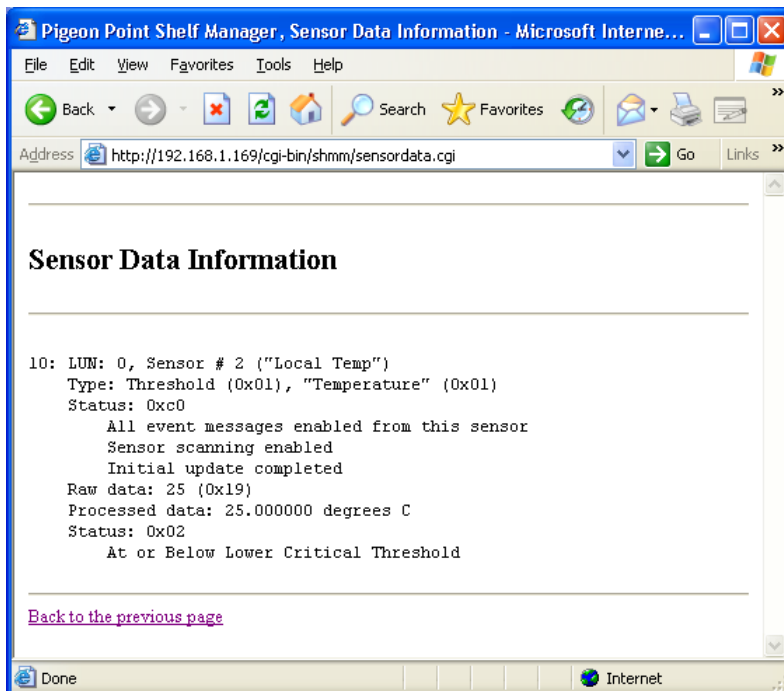 Pigeon Point Shelf Manager, Sensor Data Information - Microsoft Interne...
File Edit View Favorites Tools Help
Back Search Favorites »
Address http://192.168.1.169/cgi-bin/shmm/sensordata.cgi Go Links »
Sensor Data Information
10: LUN: 0, Sensor # 2 ("Local Temp")
Type: Threshold (0x01), "Temperature" (0x01)
Status: 0xc0
All event messages enabled from this sensor
Sensor scanning enabled
Initial update completed
Raw data: 25 (0x19)
Processed data: 25.000000 degrees C
Status: 0x02
At or Below Lower Critical Threshold
Back to the previous page
Done Internet